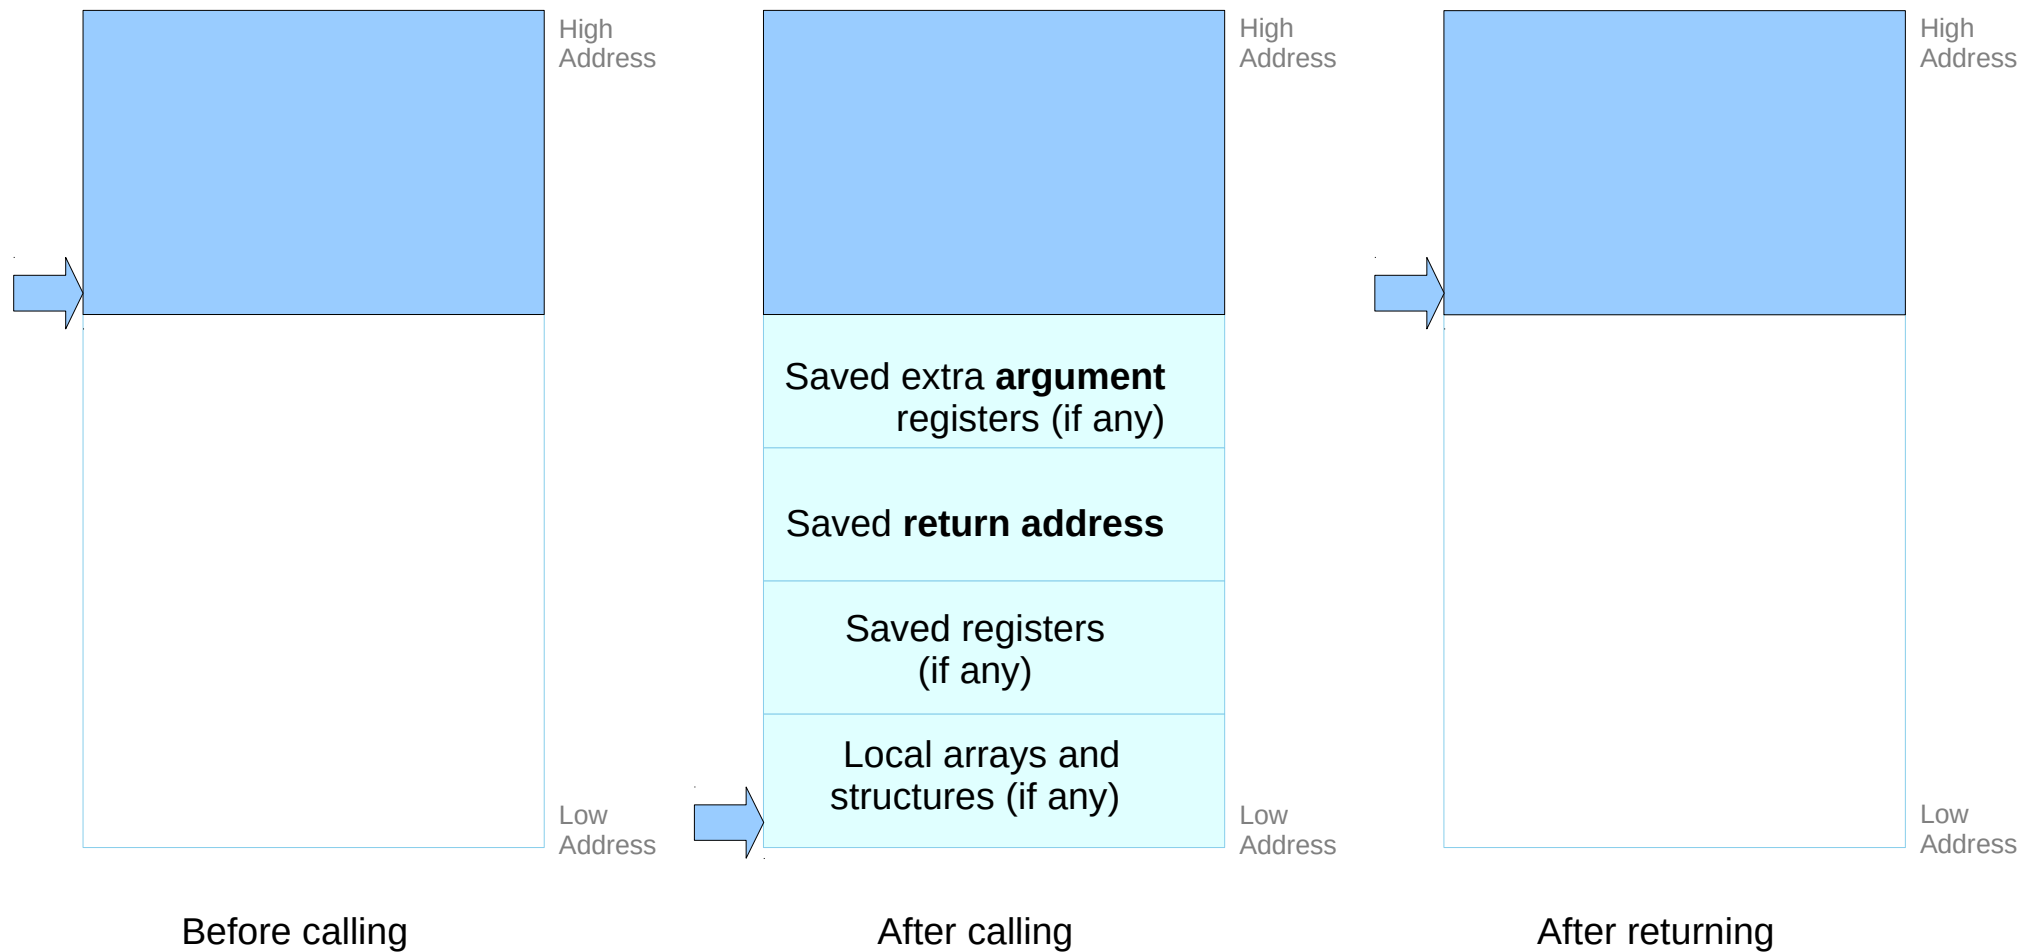 High
Address
High
Address
High
Address
Saved extra argument
registers (if any)
Saved return address
Saved registers
(if any)
Local arrays and
structures (if any)
Low
Address
Low
Address
Low
Address
Before calling
After calling
After returning